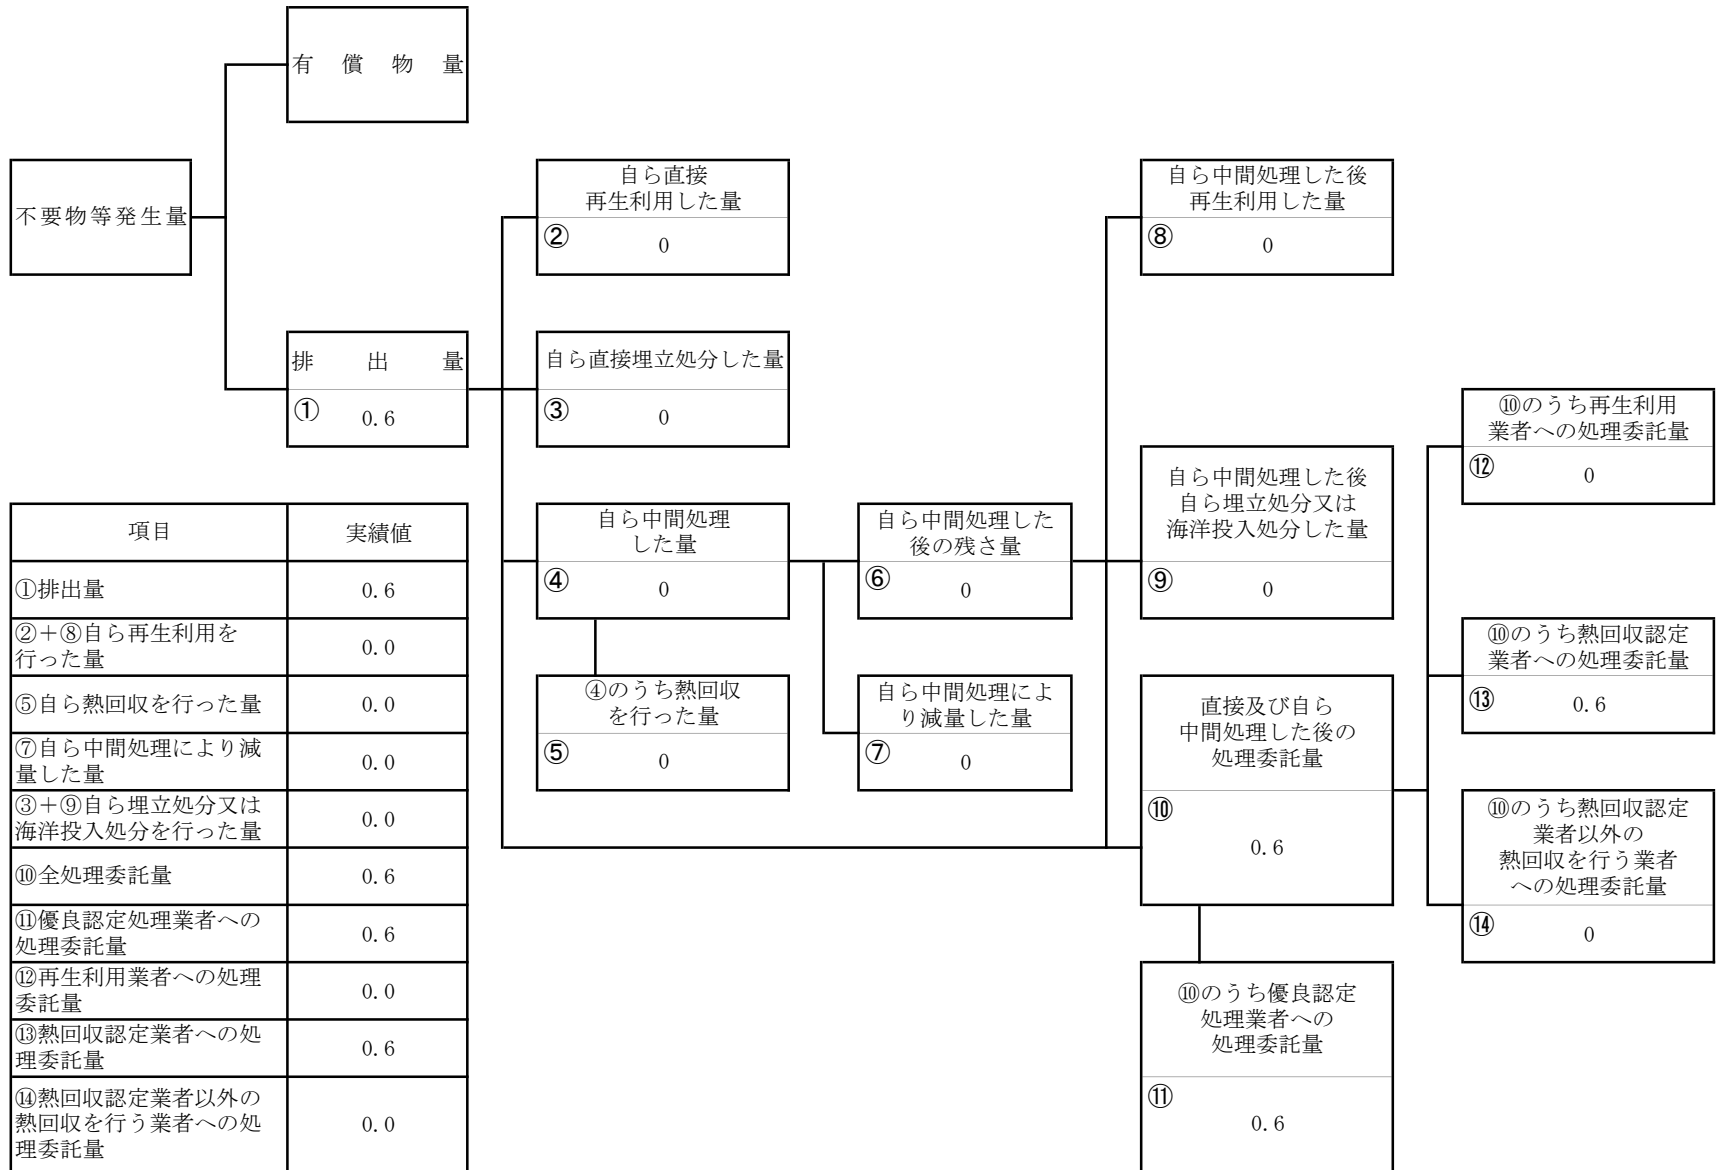 有償物量
不要物等発生量
排出量
① 0.6
自ら直接
再生利用した量
② 0
自ら直接埋立処分した量
③ 0
自ら中間処理
した量
④ 0
④のうち熱回収
を行った量
⑤ 0
自ら中間処理した
後の残さ量
⑥ 0
自ら中間処理によ
り減量した量
⑦ 0
自ら中間処理した後
再生利用した量
⑧ 0
自ら中間処理した後
自ら埋立処分又は
海洋投入処分した量
⑨ 0
直接及び自ら
中間処理した後の
処理委託量
⑩
0.6
⑩のうち優良認定
処理業者への
処理委託量
⑪
0.6
⑩のうち再生利用
業者への処理委託量
⑫ 0
⑩のうち熱回収認定
業者への処理委託量
⑬ 0.6
⑩のうち熱回収認定
業者以外の
熱回収を行う業者
への処理委託量
⑭ 0
項目 実績値
①排出量 0.6
②＋⑧自ら再生利用を
行った量 0.0
⑤自ら熱回収を行った量 0.0
⑦自ら中間処理により減
量した量 0.0
③＋⑨自ら埋立処分又は
海洋投入処分を行った量 0.0
⑩全処理委託量 0.6
⑪優良認定処理業者への
処理委託量 0.6
⑫再生利用業者への処理
委託量 0.0
⑬熱回収認定業者への処
理委託量 0.6
⑭熱回収認定業者以外の
熱回収を行う業者への処
理委託量 0.0